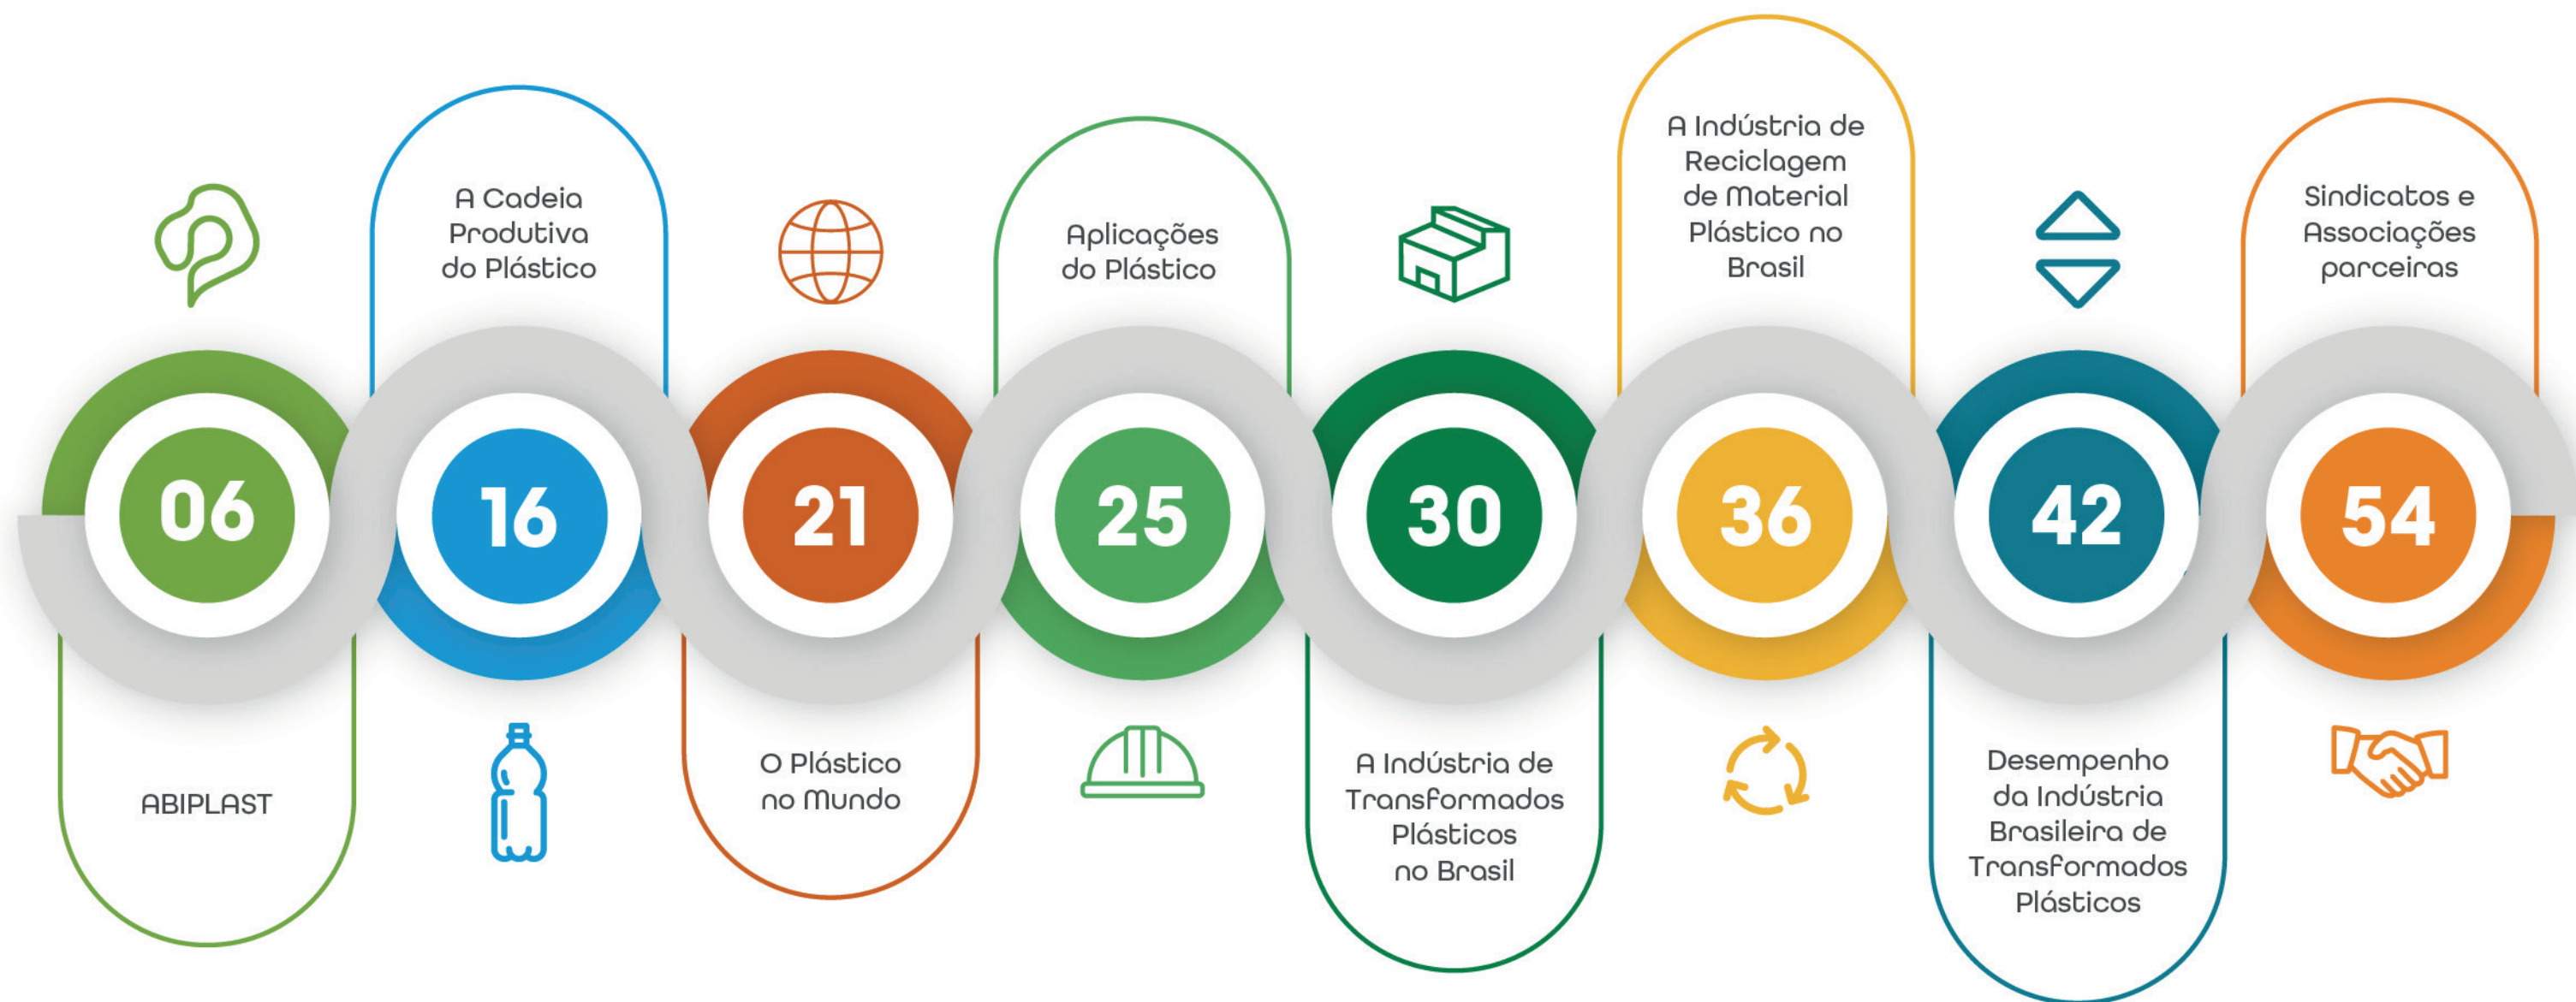 06
ABIPLAST
A Cadeia
Produtiva
do Plástico
16
21
O Plástico
no Mundo
Aplicações
do Plástico
25
30
A Indústria de
Transformados
Plásticos
no Brasil
A Indústria de
Reciclagem
de Material
Plástico no
Brasil
36
42
Desempenho
da Indústria
Brasileira de
Transformados
Plásticos
Sindicatos e
Associações
parceiras
54